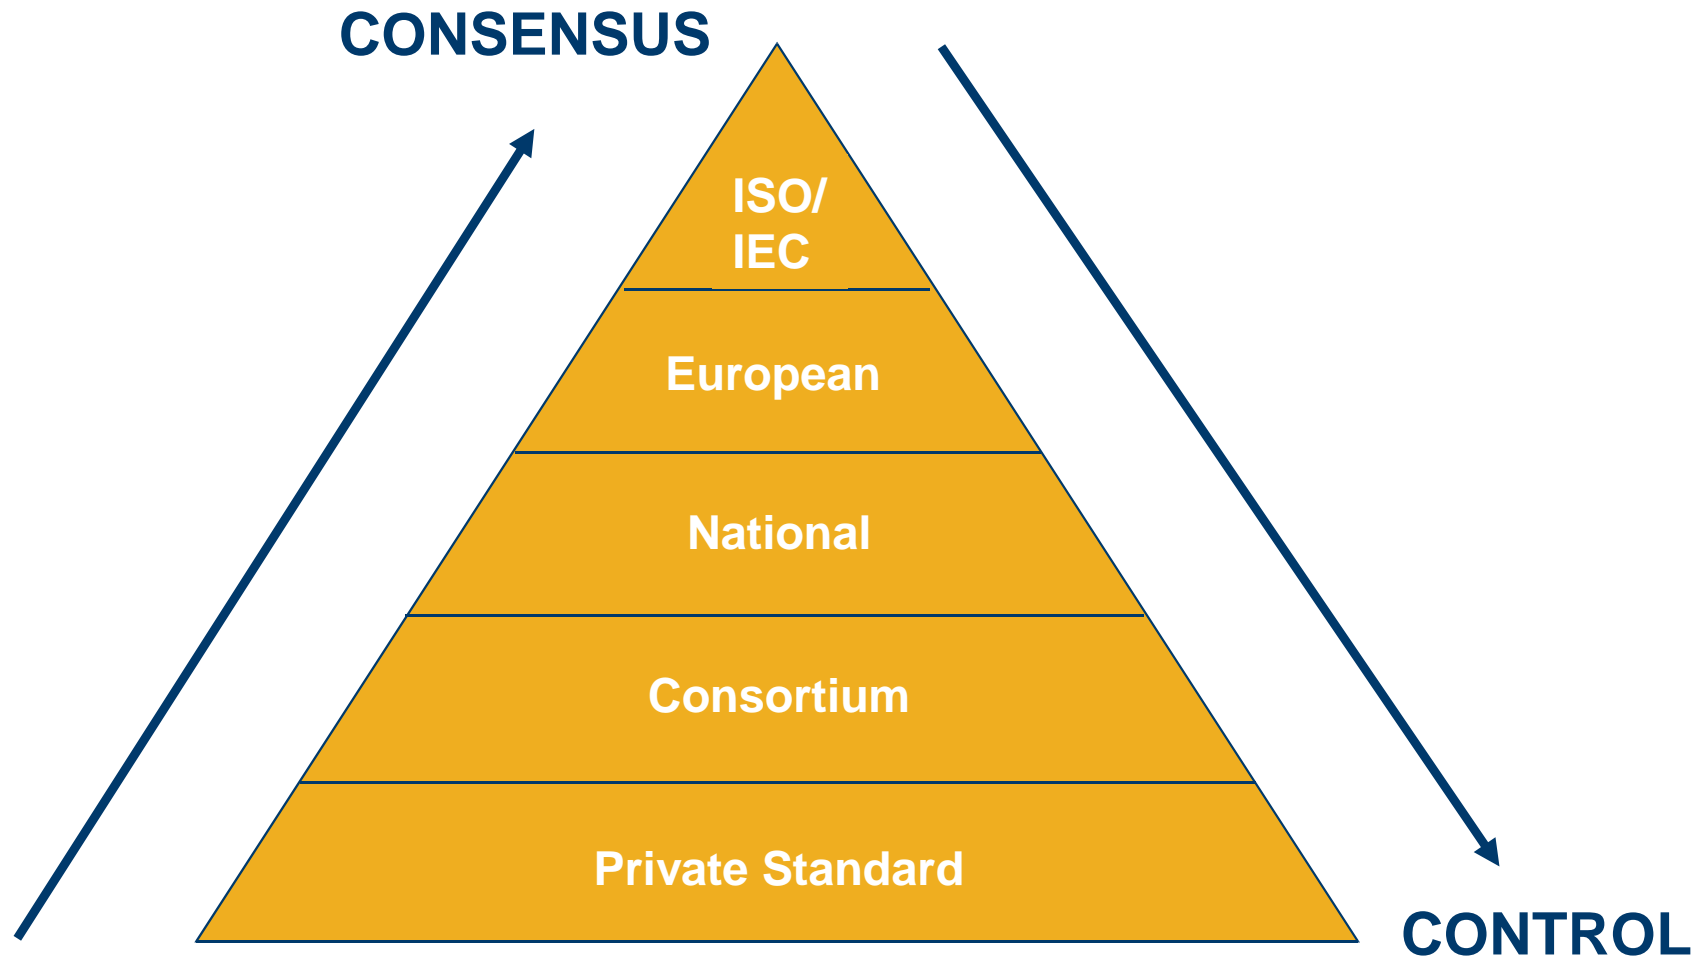 CONSENSUS
ISO/
IEC
European
National
Consortium
Private Standard
CONTROL